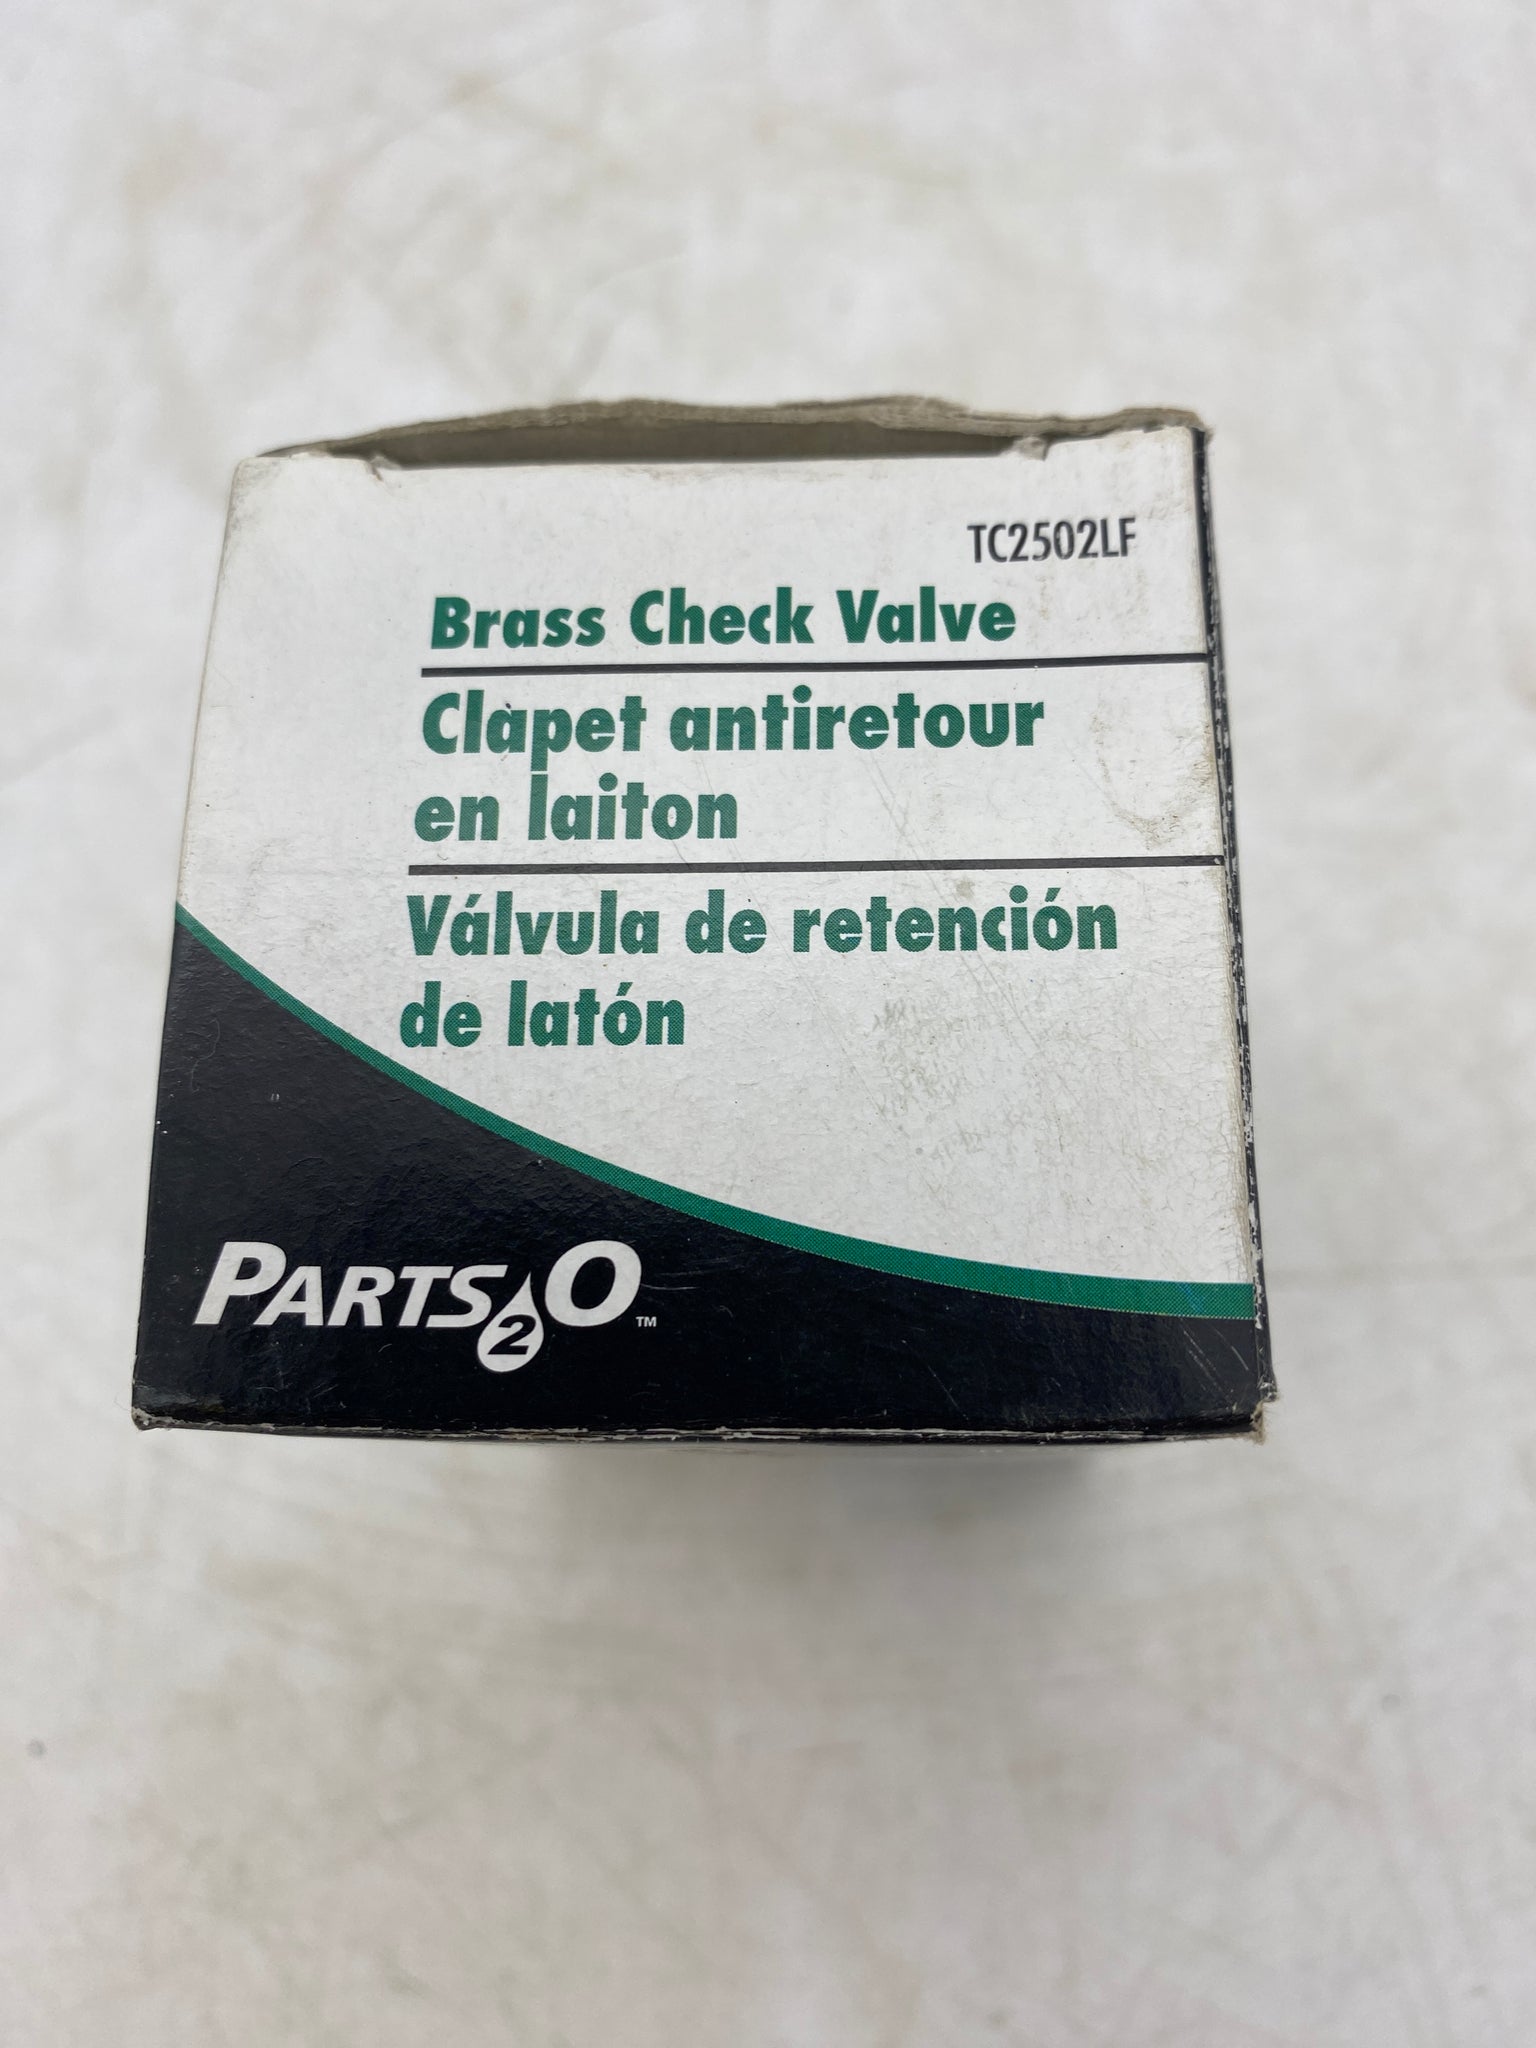 TC2502LF
Brass Check Valve
Clapet antiretour
en laiton
Válvula de retención
de latón
PARTS2O™